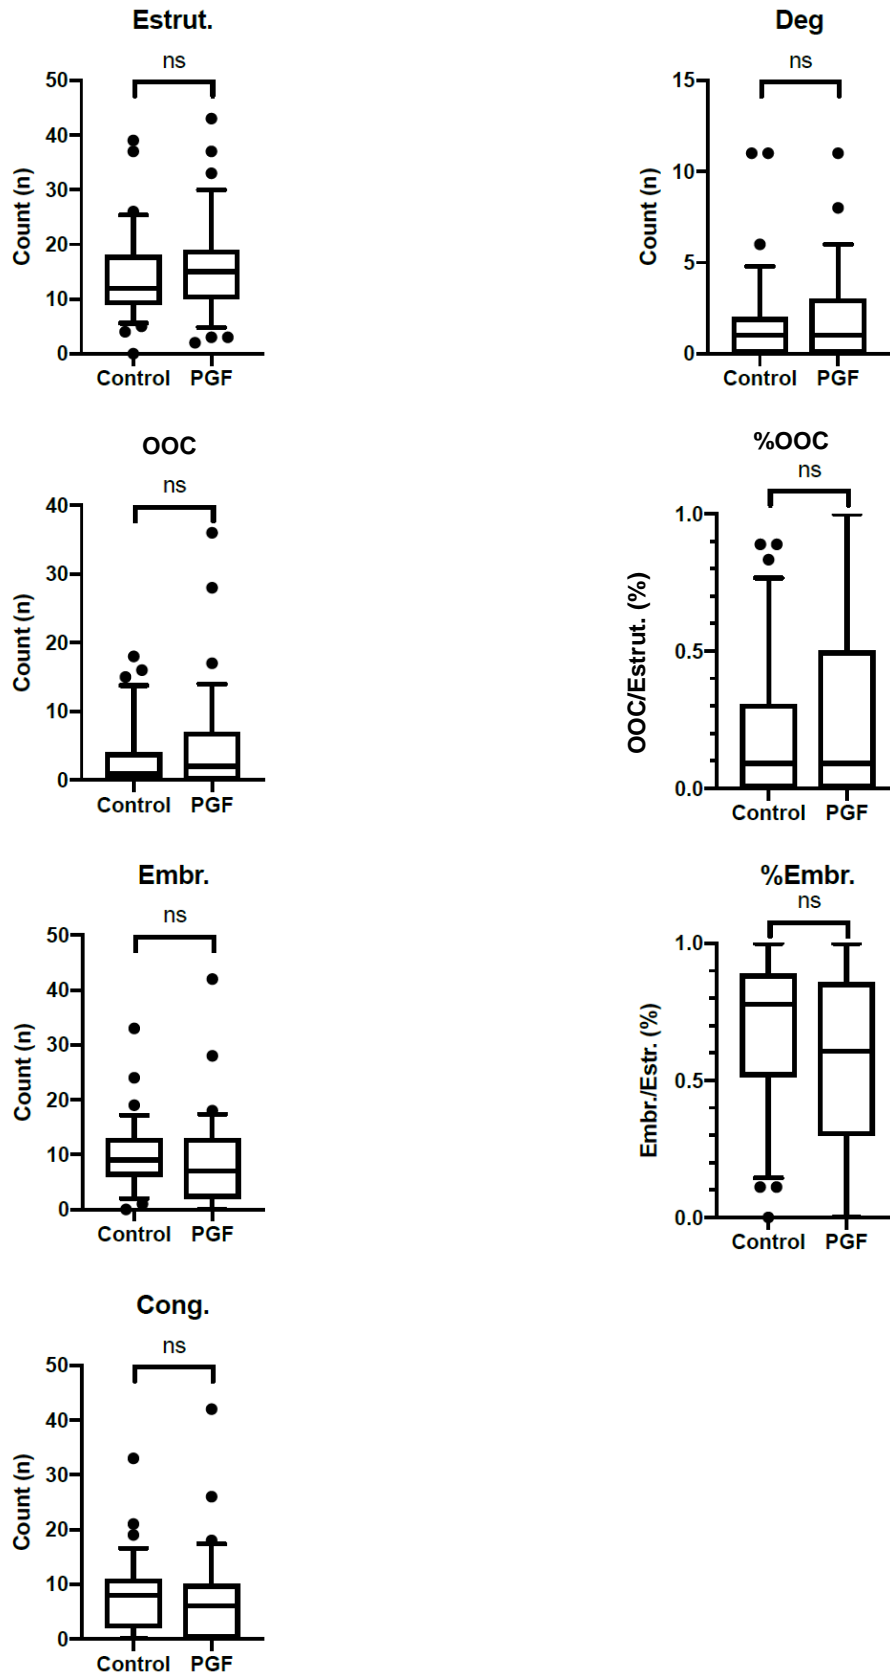 Estrut.
ns
Count (n)
50
40
30
20
10
0
Control PGF
Deg
ns
Count (n)
15
10
5
0
Control PGF
OOC
ns
Count (n)
40
30
20
10
0
Control PGF
%OOC
ns
OOC/Estrut. (%)
1.0
0.5
0.0
Control PGF
Embr.
ns
Count (n)
50
40
30
20
10
0
Control PGF
%Embr.
ns
Embr./Estr. (%)
1.0
0.5
0.0
Control PGF
Cong.
ns
Count (n)
50
40
30
20
10
0
Control PGF